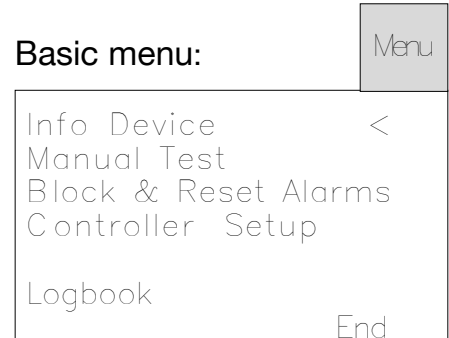 Menu
Basic menu:
Info Device <
Manual Test
Block & Reset Alarms
Controller Setup
Logbook
End